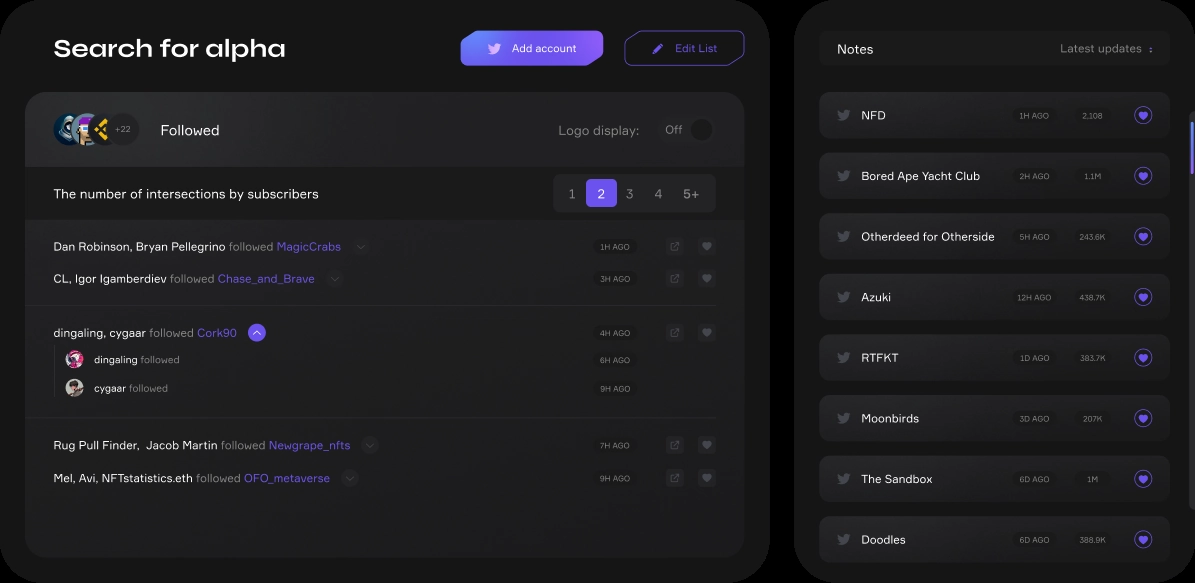 Search for alpha
Add account
Edit List
+22
Followed
Logo display: Off
The number of intersections by subscribers
1 2 3 4 5+
Dan Robinson, Bryan Pellegrino followed MagicCrabs 1H AGO
CL, Igor Igamberdiev followed Chase_and_Brave 3H AGO
dingaling, cygaar followed Cork90 4H AGO
dingaling followed 6H AGO
cygaar followed 9H AGO
Rug Pull Finder, Jacob Martin followed Newgrape_nfts 7H AGO
Mel, Avi, NFTstatistics.eth followed OFO_metaverse 9H AGO
Notes
Latest updates
NFD 1H AGO 2,108
Bored Ape Yacht Club 2H AGO 1.1M
Otherdeed for Otherside 5H AGO 243.6K
Azuki 12H AGO 438.7K
RTFKT 1D AGO 383.7K
Moonbirds 3D AGO 207K
The Sandbox 6D AGO 1M
Doodles 6D AGO 388.9K